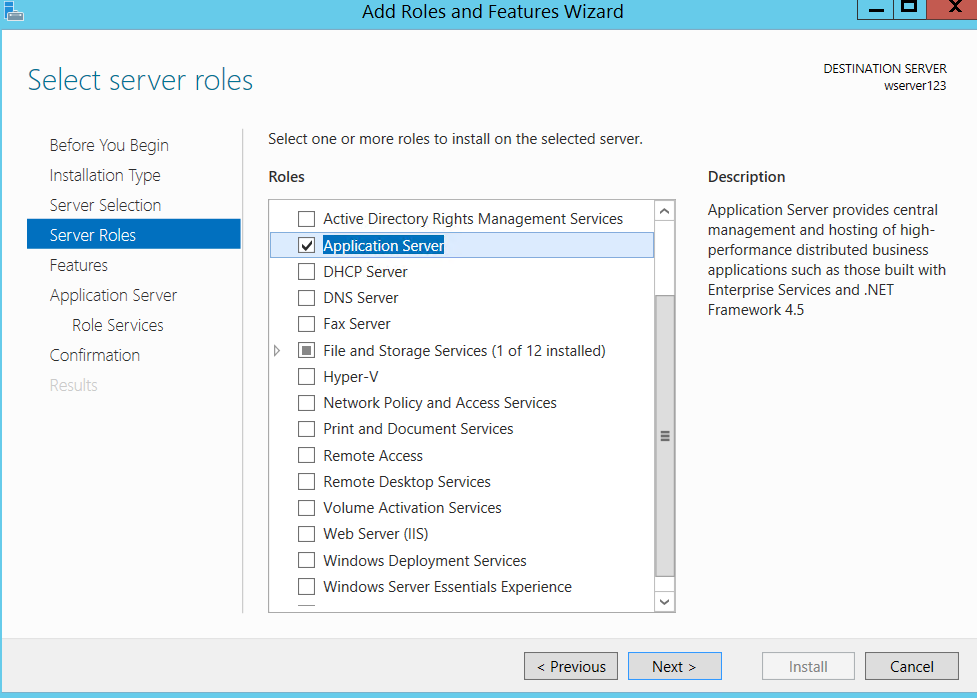 Add Roles and Features Wizard
Select server roles
DESTINATION SERVER
wserver123
Before You Begin
Installation Type
Server Selection
Server Roles
Features
Application Server
Role Services
Confirmation
Results
Select one or more roles to install on the selected server.
Roles
Active Directory Rights Management Services
Application Server
DHCP Server
DNS Server
Fax Server
File and Storage Services (1 of 12 installed)
Hyper-V
Network Policy and Access Services
Print and Document Services
Remote Access
Remote Desktop Services
Volume Activation Services
Web Server (IIS)
Windows Deployment Services
Windows Server Essentials Experience
Description
Application Server provides central
management and hosting of high-
performance distributed business
applications such as those built with
Enterprise Services and .NET
Framework 4.5
< Previous
Next >
Install
Cancel